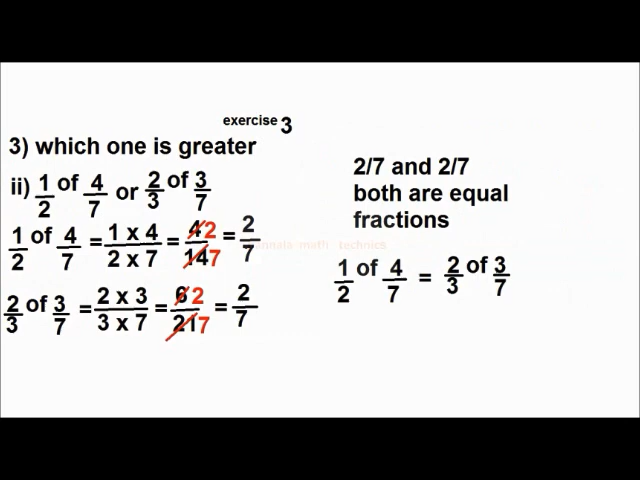 exercise 3
3) which one is greater
ii) 1/2 of 4/7 or 2/3 of 3/7
1/2 of 4/7 = 1 x 4/2 x 7 = 4 2/14 7 = 2/7
2/3 of 3/7 = 2 x 3/3 x 7 = 6 2/21 7 = 2/7
2/7 and 2/7
both are equal
fractions
1/2 of 4/7 = 2/3 of 3/7